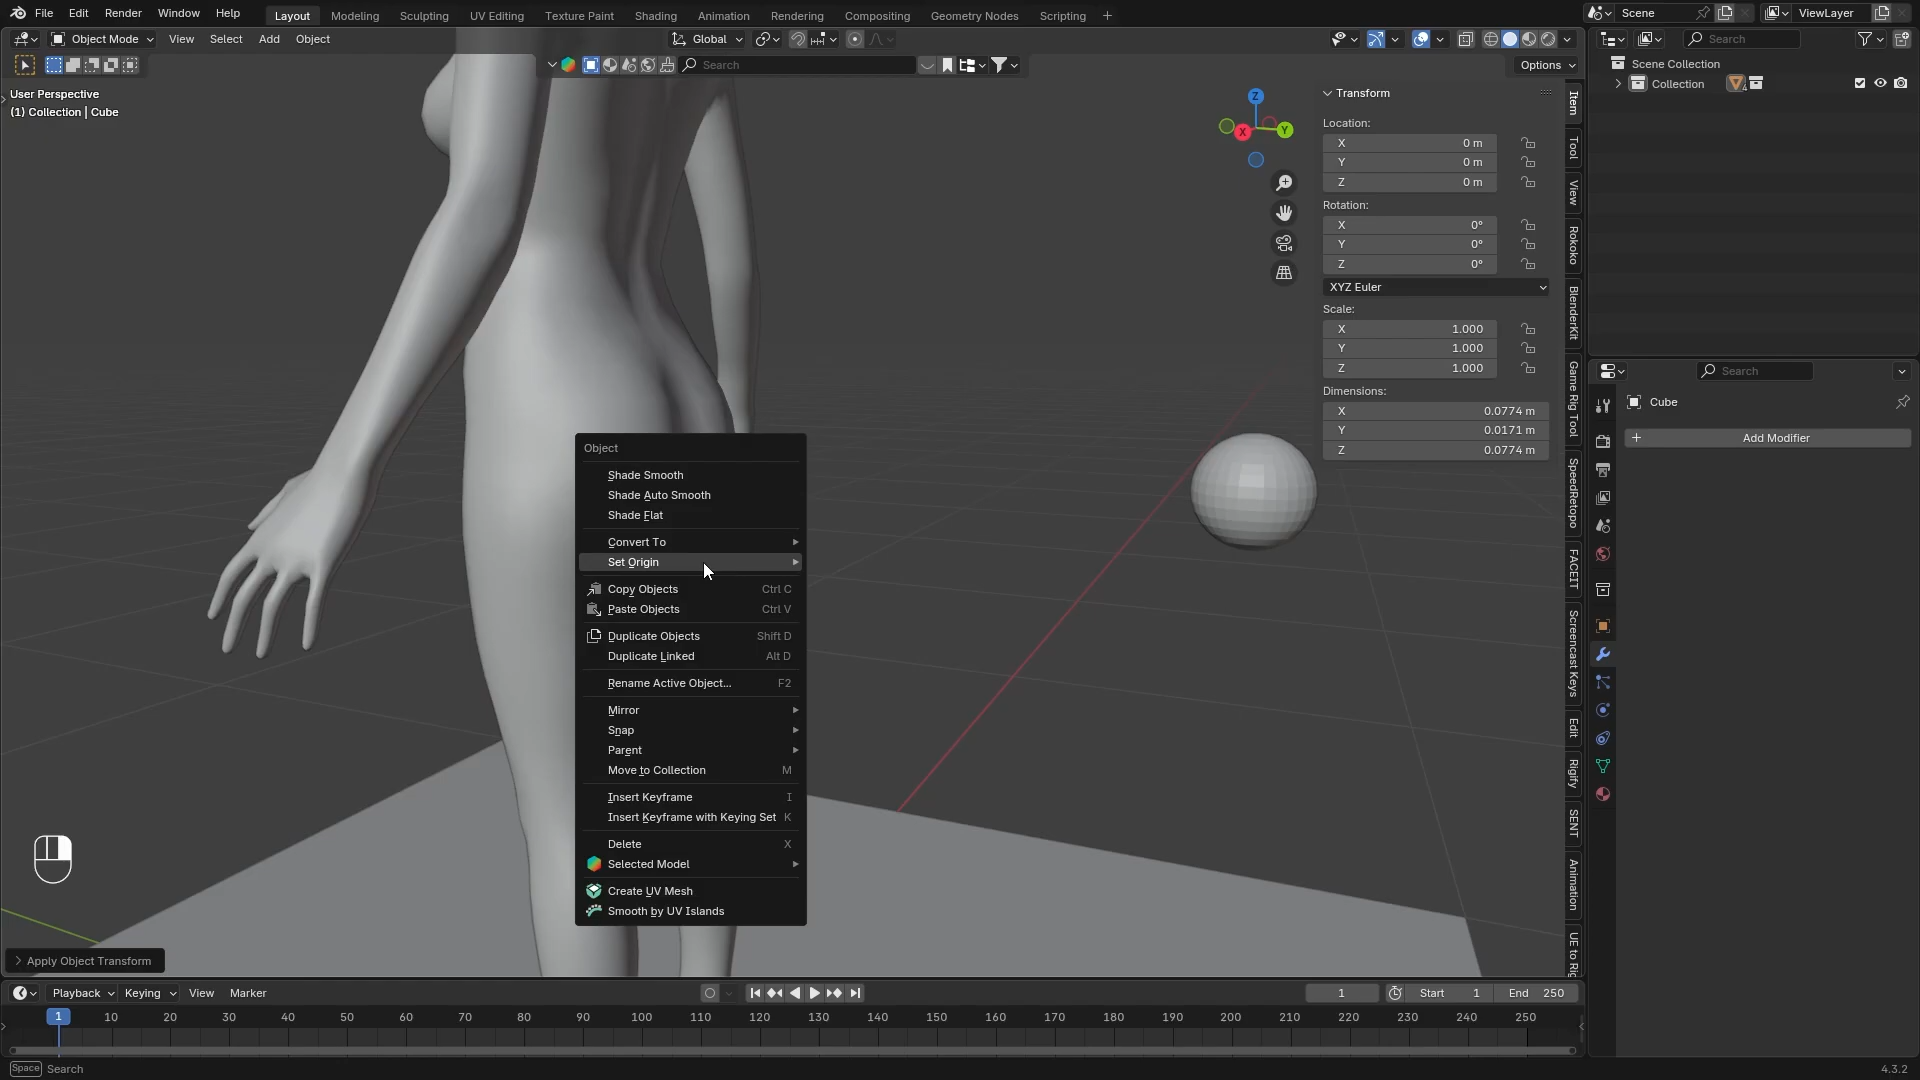 File Edit Render Window Help
Layout Modeling Sculpting UV Editing Texture Paint Shading Animation Rendering Compositing Geometry Nodes Scripting +
Scene
ViewLayer
Object Mode View Select Add Object
Global
Search
Search
Options
User Perspective
(1) Collection | Cube
Z
X
Y
Transform
Location:
X 0 m
Y 0 m
Z 0 m
Rotation:
X 0°
Y 0°
Z 0°
XYZ Euler
Scale:
X 1.000
Y 1.000
Z 1.000
Dimensions:
X 0.0774 m
Y 0.0171 m
Z 0.0774 m
Item
Tool
View
Rokoko
BlenderKit
Game Rig Tool
SpeedRetopo
FACEIT
Screencast Keys
Edit
Rigify
SENT
Animation
UE to Rig
Scene Collection
Collection
Search
Cube
+ Add Modifier
Object
Shade Smooth
Shade Auto Smooth
Shade Flat
Convert To
Set Origin
Copy Objects Ctrl C
Paste Objects Ctrl V
Duplicate Objects Shift D
Duplicate Linked Alt D
Rename Active Object... F2
Mirror
Snap
Parent
Move to Collection M
Insert Keyframe I
Insert Keyframe with Keying Set K
Delete X
Selected Model
Create UV Mesh
Smooth by UV Islands
Apply Object Transform
Playback Keying View Marker
1 Start 1 End 250
1 10 20 30 40 50 60 70 80 90 100 110 120 130 140 150 160 170 180 190 200 210 220 230 240 250
Space Search
4.3.2